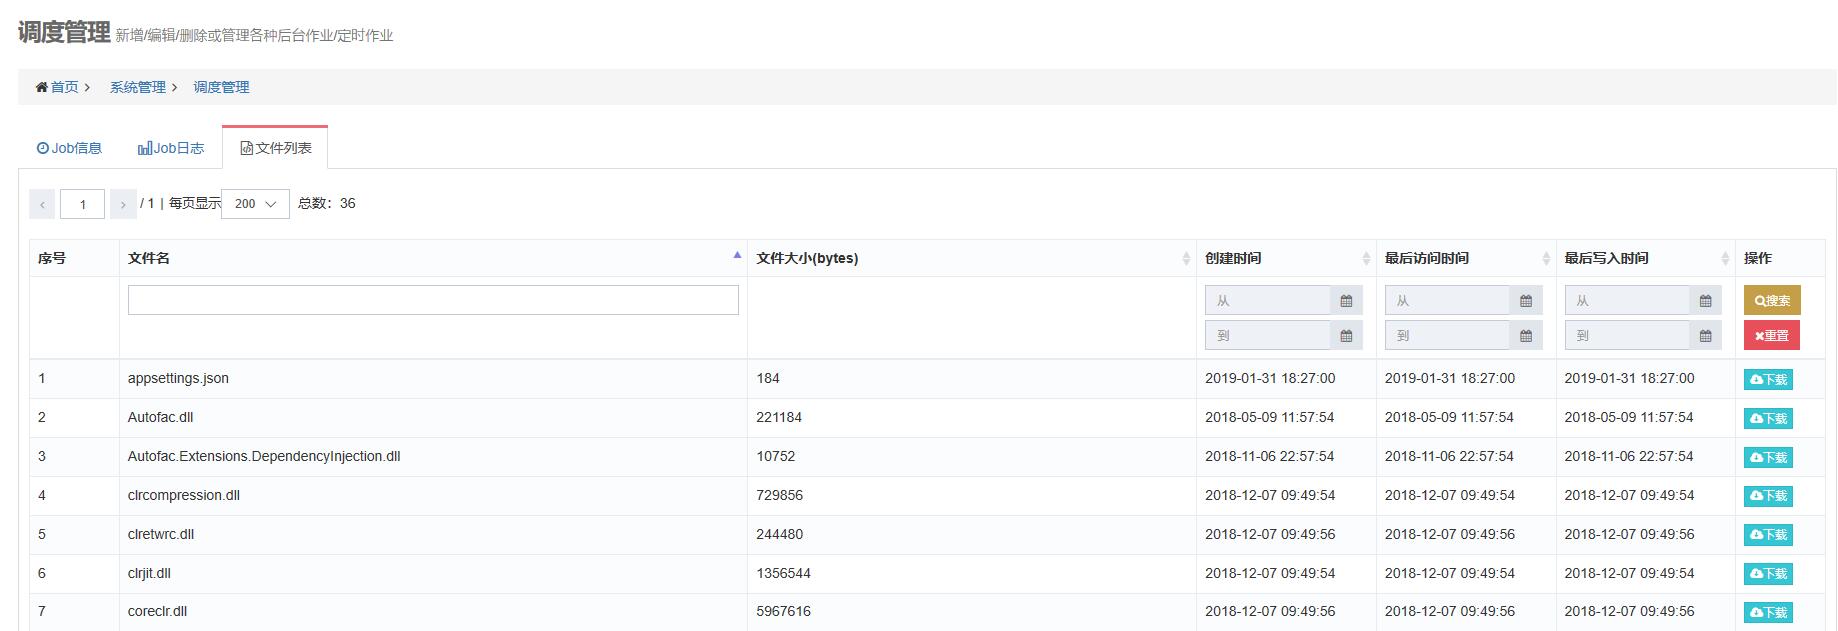 调度管理 新增/编辑/删除或管理各种后台作业/定时作业
首页 > 系统管理 > 调度管理
Job信息 Job日志 文件列表
‹ 1 › / 1 | 每页显示 200 总数：36
序号 文件名 文件大小(bytes) 创建时间 最后访问时间 最后写入时间 操作
从 从 从 搜索
到 到 到 重置
1 appsettings.json 184 2019-01-31 18:27:00 2019-01-31 18:27:00 2019-01-31 18:27:00 下载
2 Autofac.dll 221184 2018-05-09 11:57:54 2018-05-09 11:57:54 2018-05-09 11:57:54 下载
3 Autofac.Extensions.DependencyInjection.dll 10752 2018-11-06 22:57:54 2018-11-06 22:57:54 2018-11-06 22:57:54 下载
4 clrcompression.dll 729856 2018-12-07 09:49:54 2018-12-07 09:49:54 2018-12-07 09:49:54 下载
5 clretwrc.dll 244480 2018-12-07 09:49:56 2018-12-07 09:49:56 2018-12-07 09:49:56 下载
6 clrjit.dll 1356544 2018-12-07 09:49:54 2018-12-07 09:49:54 2018-12-07 09:49:54 下载
7 coreclr.dll 5967616 2018-12-07 09:49:56 2018-12-07 09:49:56 2018-12-07 09:49:56 下载